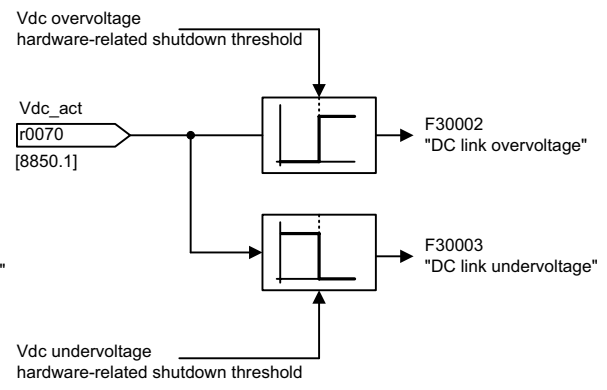 Vdc overvoltage
hardware-related shutdown threshold
Vdc_act
r0070
[8850.1]
F30002
"DC link overvoltage"
F30003
"DC link undervoltage"
"
Vdc undervoltage
hardware-related shutdown threshold